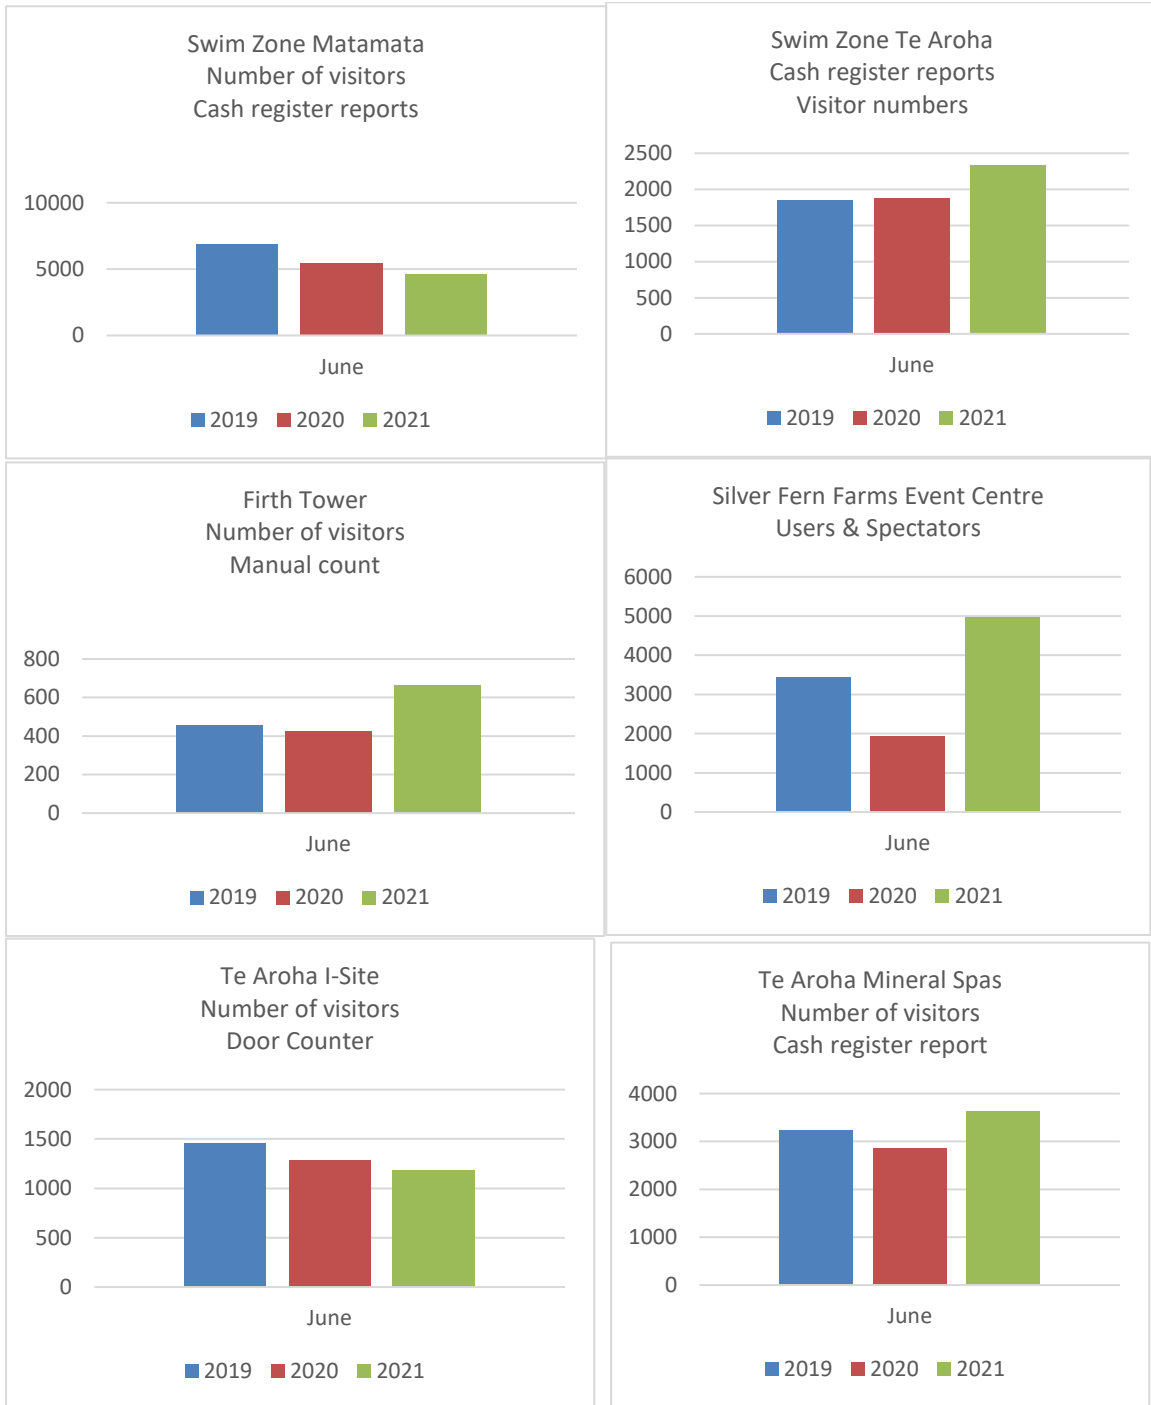 Swim Zone Matamata
Number of visitors
Cash register reports
10000
5000
0
June
2019 2020 2021
Swim Zone Te Aroha
Cash register reports
Visitor numbers
2500
2000
1500
1000
500
0
June
2019 2020 2021
Firth Tower
Number of visitors
Manual count
800
600
400
200
0
June
2019 2020 2021
Silver Fern Farms Event Centre
Users & Spectators
6000
5000
4000
3000
2000
1000
0
June
2019 2020 2021
Te Aroha I-Site
Number of visitors
Door Counter
2000
1500
1000
500
0
June
2019 2020 2021
Te Aroha Mineral Spas
Number of visitors
Cash register report
4000
3000
2000
1000
0
June
2019 2020 2021